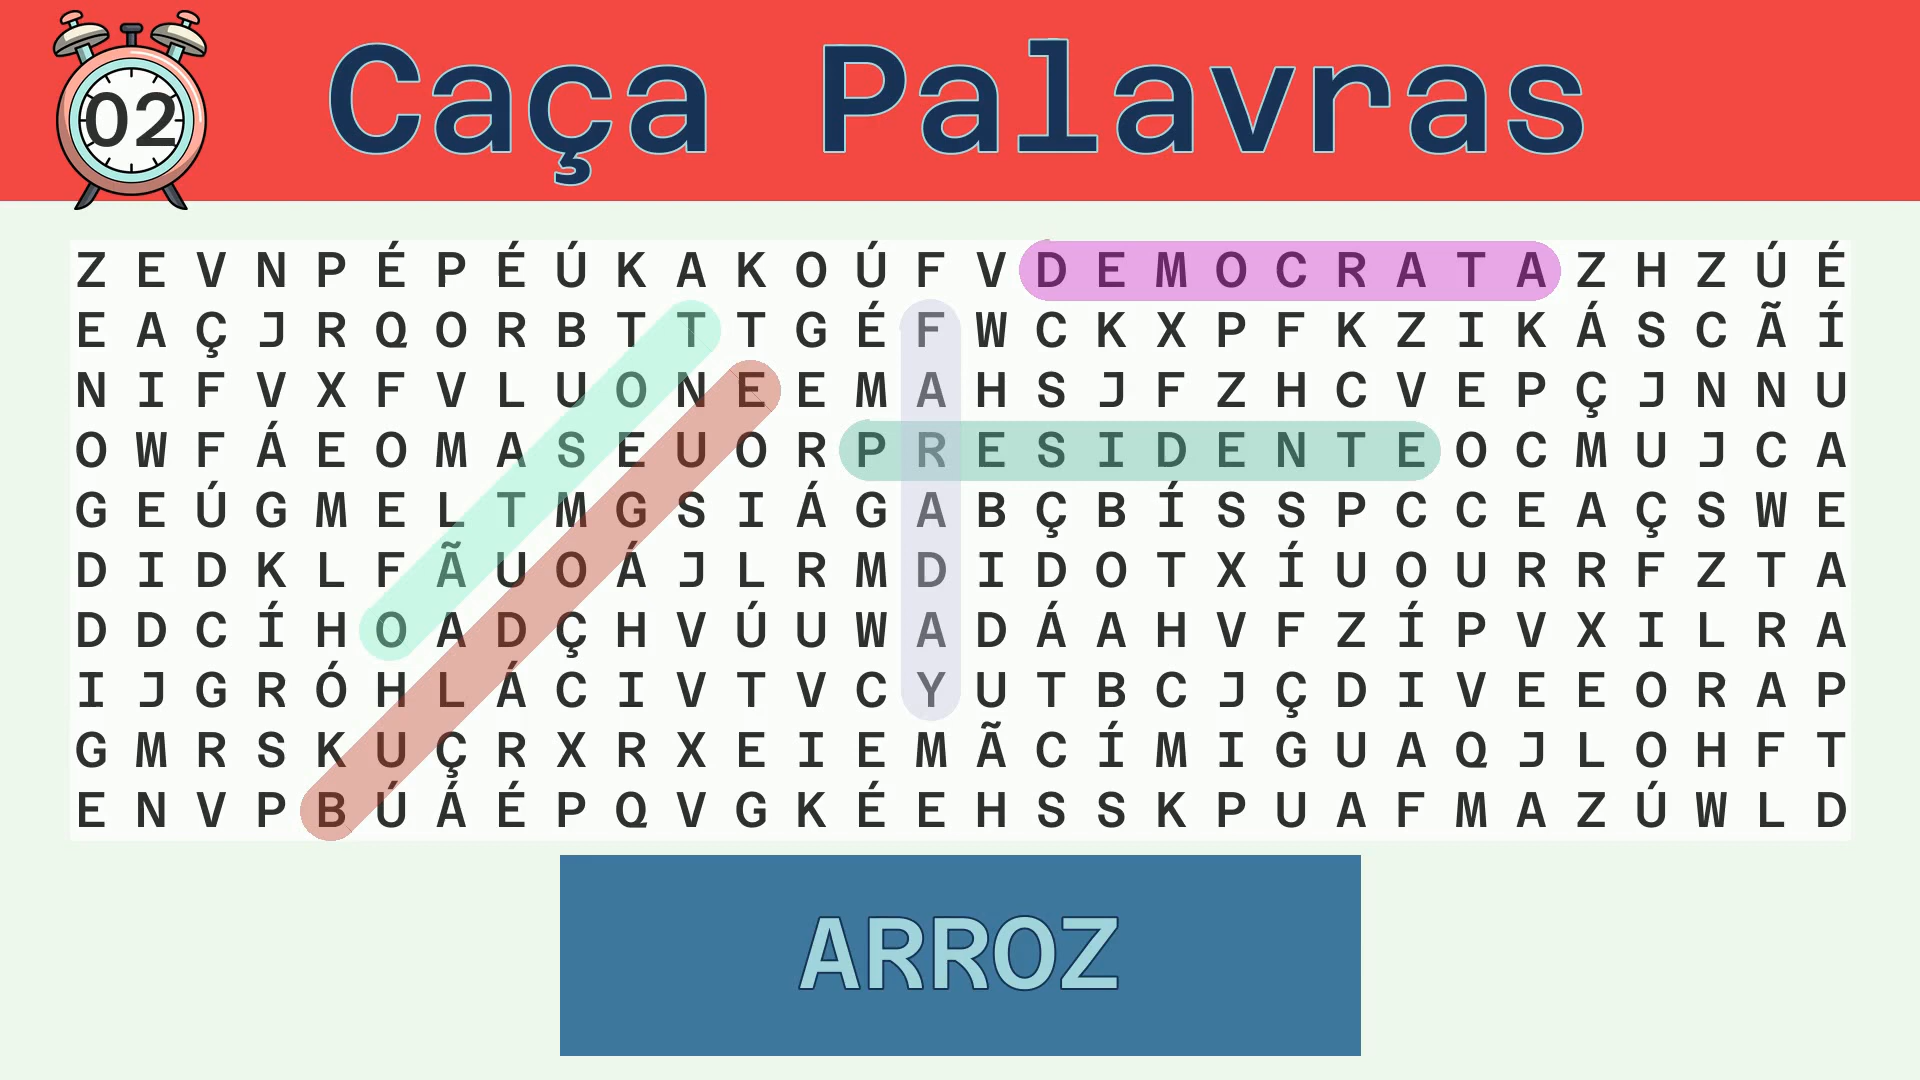 02
Caça Palavras
Z E V N P É P É Ú K A K O Ú F V D E M O C R A T A Z H Z Ú É
E A Ç J R Q O R B T T T G É F W C K X P F K Z I K Á S C Ã Í
N I F V X F V L U O N E E M A H S J F Z H C V E P Ç J N N U
O W F Á E O M A S E U O R P R E S I D E N T E O C M U J C A
G E Ú G M E L T M G S I Á G A B Ç B Í S S P C C E A Ç S W E
D I D K L F Ã U O Á J L R M D I D O T X Í U O U R R F Z T A
D D C Í H O A D Ç H V Ú U W A D Á A H V F Z Í P V X I L R A
I J G R Ó H L Á C I V T V C Y U T B C J Ç D I V E E O R A P
G M R S K U Ç R X R X E I E M Ã C Í M I G U A Q J L O H F T
E N V P B Ú Á É P Q V G K É E H S S K P U A F M A Z Ú W L D
ARROZ